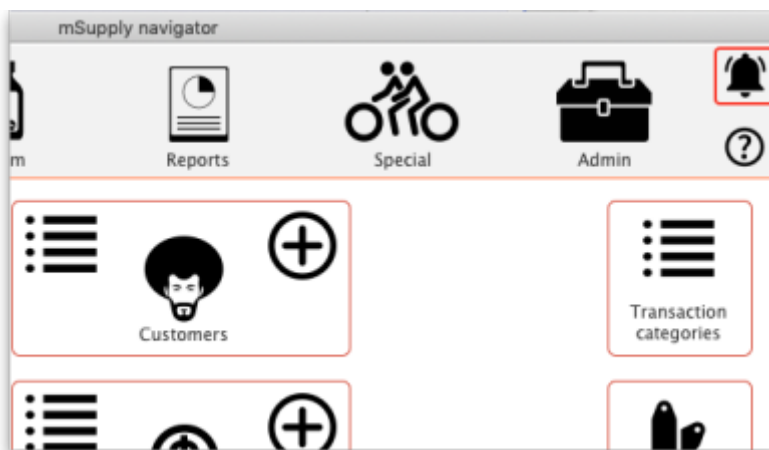 mSupply navigator
m
Reports
Special
Admin
?
Customers
Transaction
categories